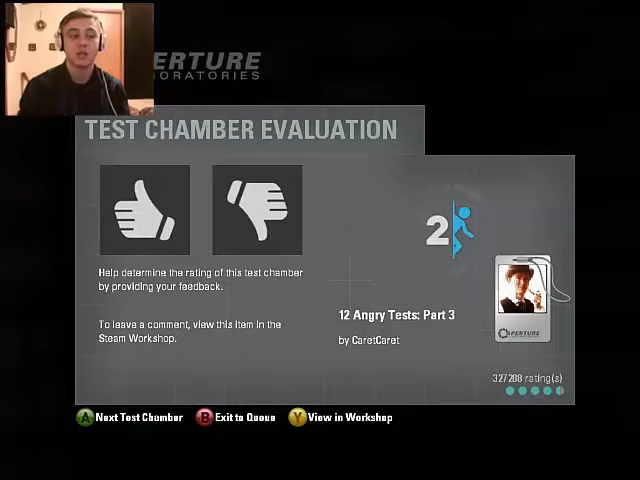 ERTURE
BORATORIES
TEST CHAMBER EVALUATION
Help determine the rating of this test chamber
by providing your feedback.
To leave a comment, view this item in the
Steam Workshop.
2
12 Angry Tests: Part 3
by CaretCaret
APERTURE
327288 rating(s)
A Next Test Chamber B Exit to Queue Y View in Workshop